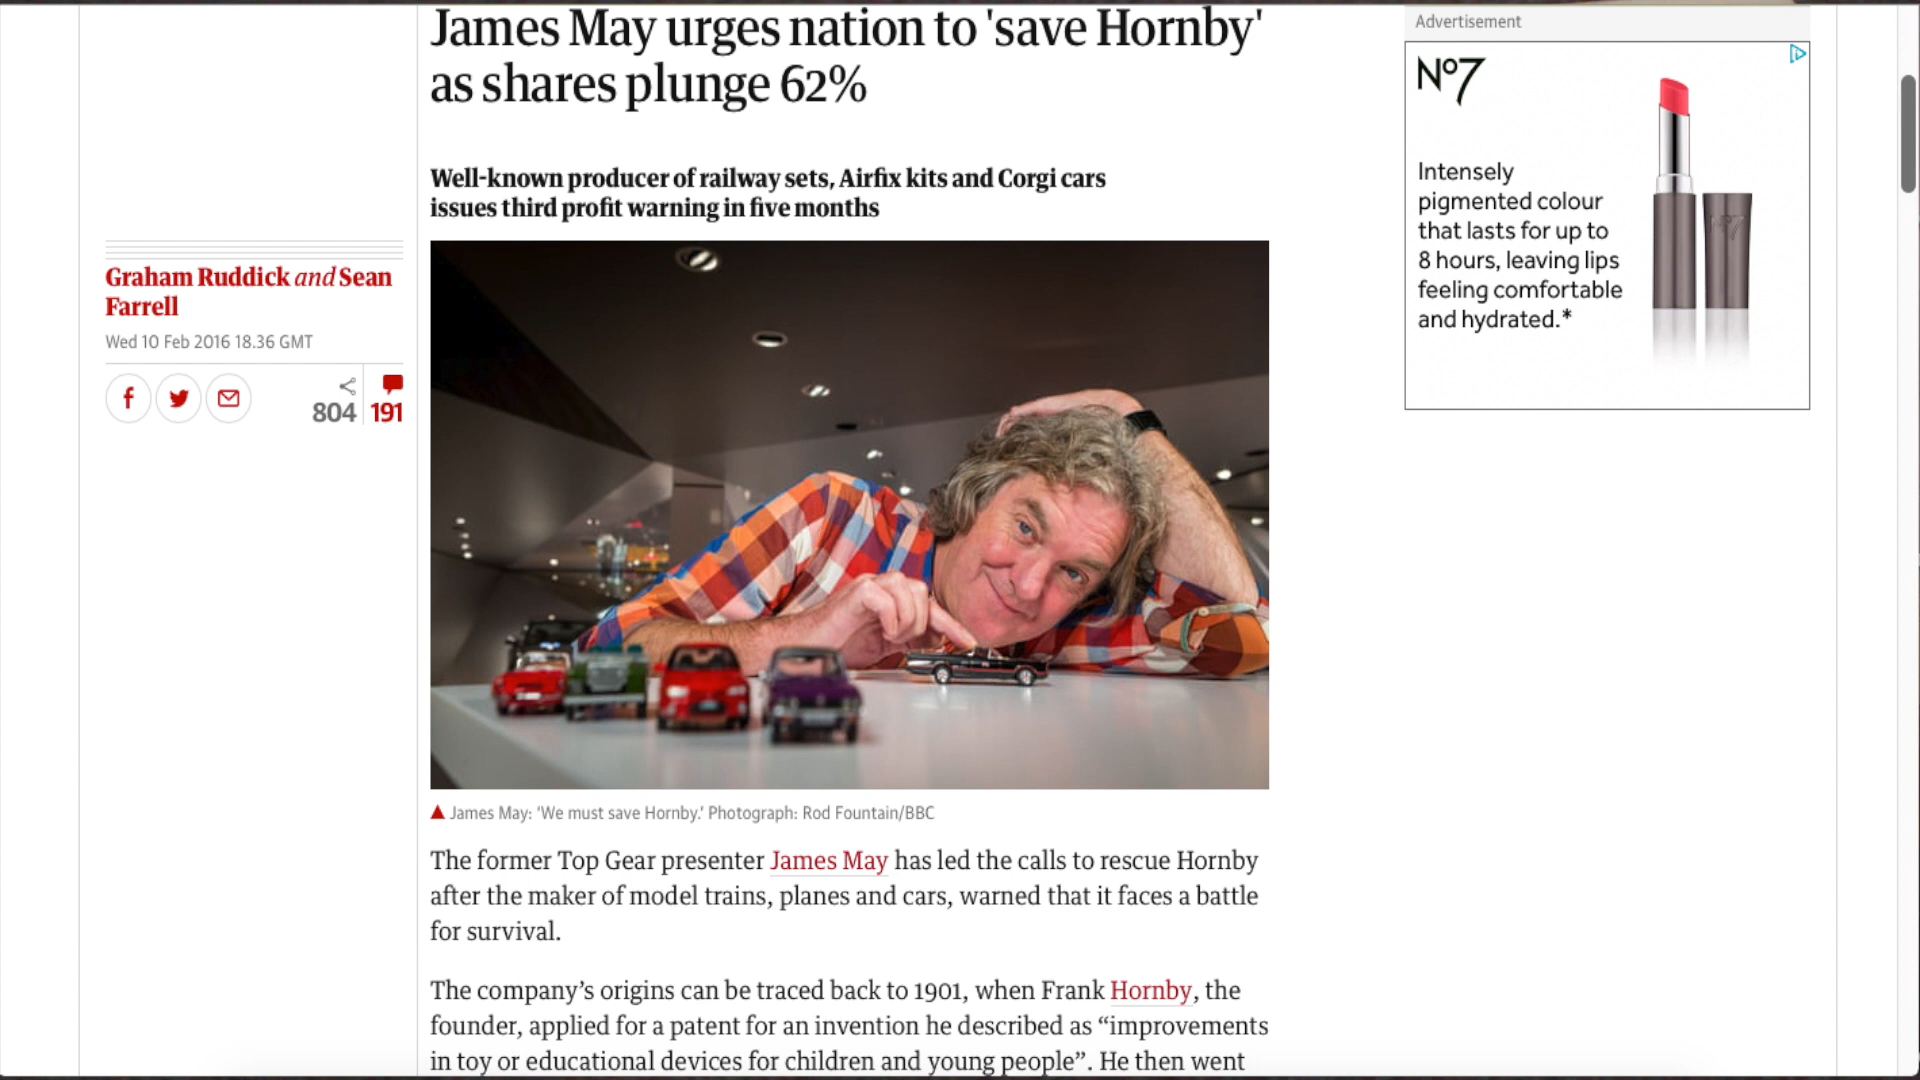 James May urges nation to 'save Hornby'
as shares plunge 62%
Well-known producer of railway sets, Airfix kits and Corgi cars
issues third profit warning in five months
Graham Ruddick and Sean
Farrell
Wed 10 Feb 2016 18.36 GMT
804 191
James May: ‘We must save Hornby.’ Photograph: Rod Fountain/BBC
The former Top Gear presenter James May has led the calls to rescue Hornby
after the maker of model trains, planes and cars, warned that it faces a battle
for survival.
The company’s origins can be traced back to 1901, when Frank Hornby, the
founder, applied for a patent for an invention he described as “improvements
in toy or educational devices for children and young people”. He then went
Advertisement
Nº7
Intensely
pigmented colour
that lasts for up to
8 hours, leaving lips
feeling comfortable
and hydrated.*
Nº7